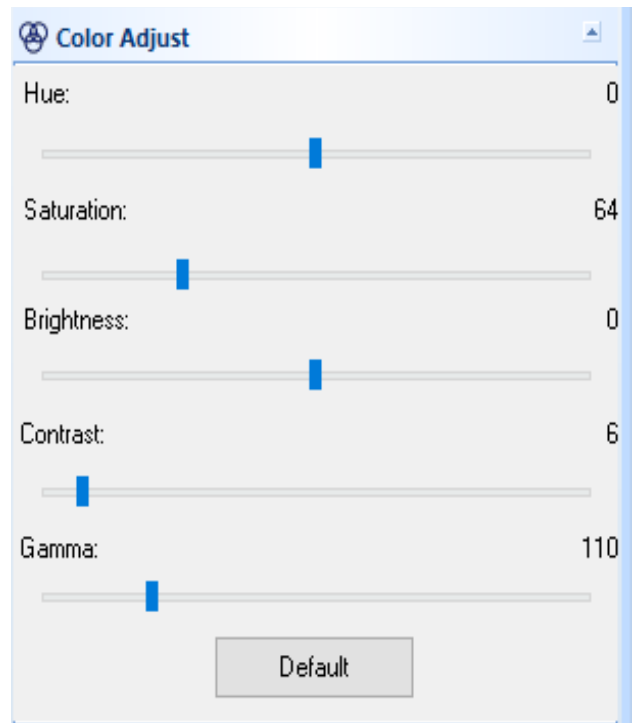 Color Adjust
Hue: 0
Saturation: 64
Brightness: 0
Contrast: 6
Gamma: 110
Default